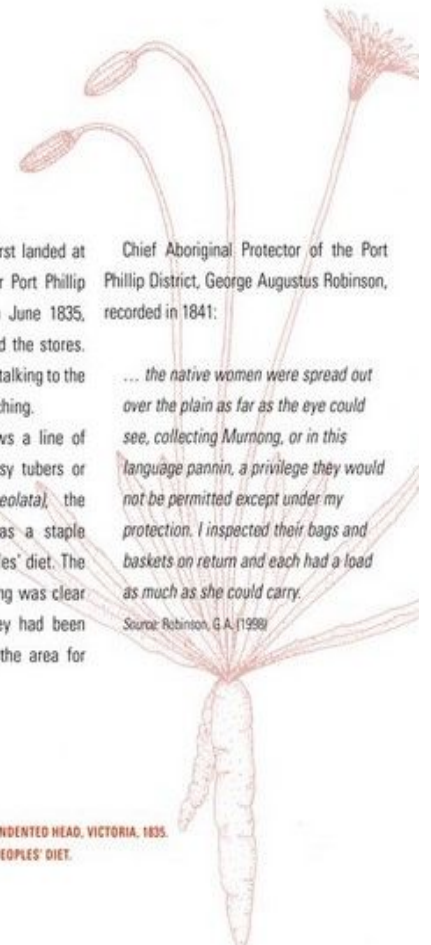 rst landed at
r Port Phillip
June 1835,
d the stores.
talking to the
ching.
ws a line of
sy tubers or
eolata), the
as a staple
les' diet. The
ng was clear
ey had been
the area for
Chief Aboriginal Protector of the Port
Phillip District, George Augustus Robinson,
recorded in 1841:
... the native women were spread out
over the plain as far as the eye could
see, collecting Murnong, or in this
language pannin, a privilege they would
not be permitted except under my
protection. I inspected their bags and
baskets on return and each had a load
as much as she could carry.
Source: Robinson, G.A. (1998)
NDENTED HEAD, VICTORIA, 1835.
EOPLES' DIET.